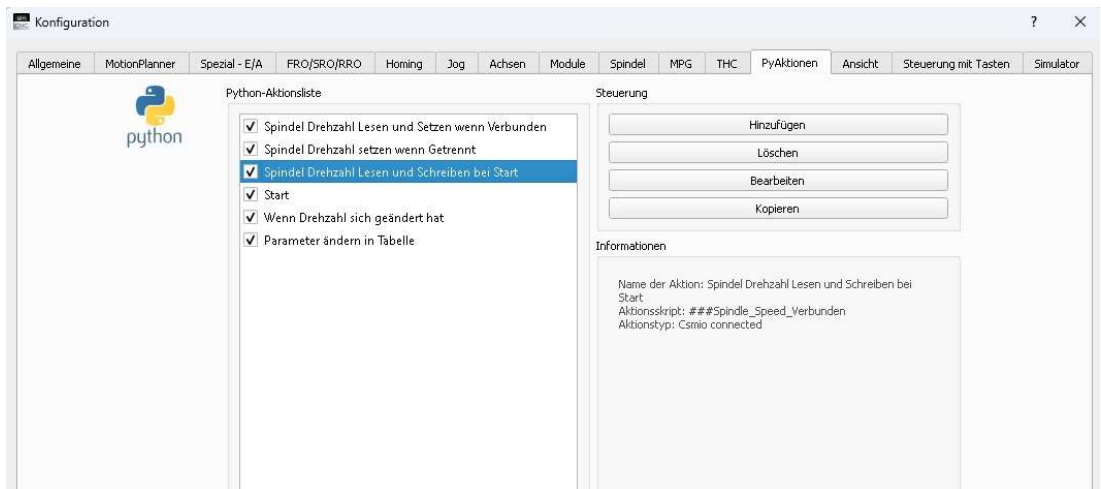 Konfiguration
?
Allgemeine
MotionPlanner
Spezial - E/A
FRO/SRO/RRO
Homing
Jog
Achsen
Module
Spindel
MPG
THC
PyAktionen
Ansicht
Steuerung mit Tasten
Simulator
python
Python-Aktionsliste
Spindel Drehzahl Lesen und Setzen wenn Verbunden
Spindel Drehzahl setzen wenn Getrennt
Spindel Drehzahl Lesen und Schreiben bei Start
Start
Wenn Drehzahl sich geändert hat
Parameter ändern in Tabelle
Steuerung
Hinzufügen
Löschen
Bearbeiten
Kopieren
Informationen
Name der Aktion: Spindel Drehzahl Lesen und Schreiben bei
Start
Aktionsskript: ###Spindle_Speed_Verbunden
Aktionstyp: Csmio connected